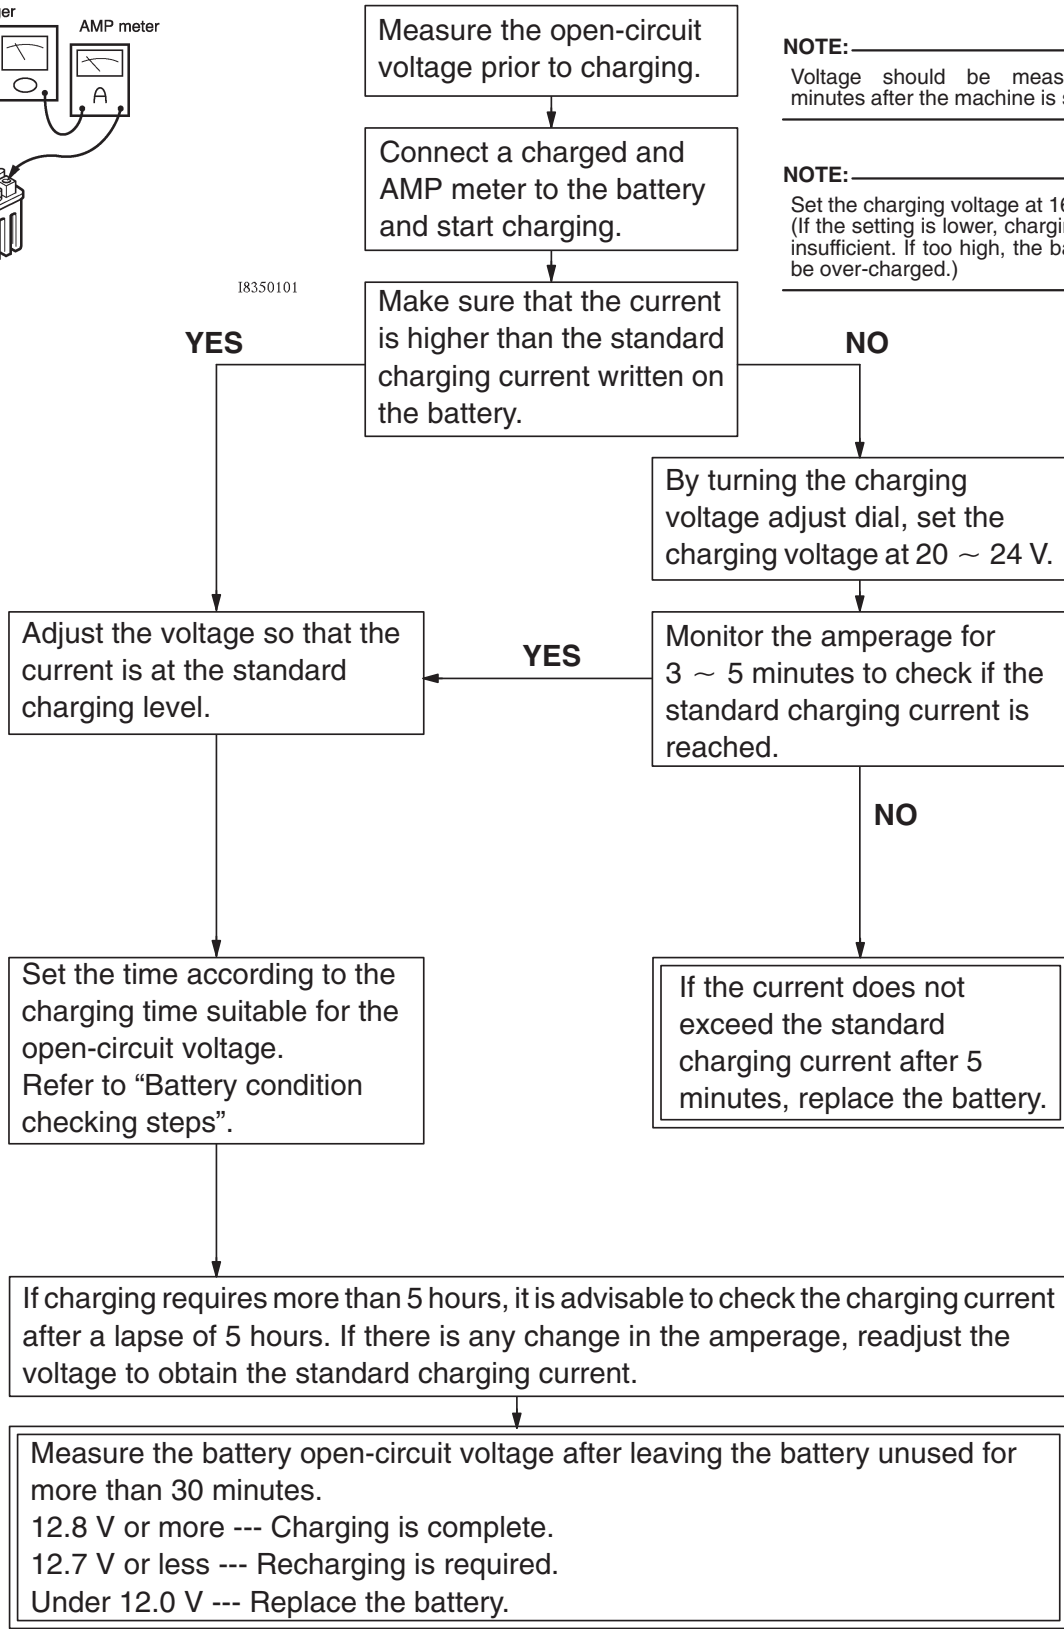 AMP meter
A
I8350101
Measure the open-circuit
voltage prior to charging.
NOTE:
Voltage should be
minutes after the machine is
Connect a charged and
AMP meter to the battery
and start charging.
NOTE:
Set the charging voltage at
(If the setting is lower,
insufficient. If too high, the
be over-charged.)
Make sure that the current
is higher than the standard
charging current written on
the battery.
YES
NO
By turning the charging
voltage adjust dial, set the
charging voltage at 20 ~ 24 V.
Adjust the voltage so that the
current is at the standard
charging level.
YES
Monitor the amperage for
3 ~ 5 minutes to check if the
standard charging current is
reached.
NO
Set the time according to the
charging time suitable for the
open-circuit voltage.
Refer to “Battery condition
checking steps”.
If the current does not
exceed the standard
charging current after 5
minutes, replace the battery.
If charging requires more than 5 hours, it is advisable to check the charging current
after a lapse of 5 hours. If there is any change in the amperage, readjust the
voltage to obtain the standard charging current.
Measure the battery open-circuit voltage after leaving the battery unused for
more than 30 minutes.
12.8 V or more --- Charging is complete.
12.7 V or less --- Recharging is required.
Under 12.0 V --- Replace the battery.